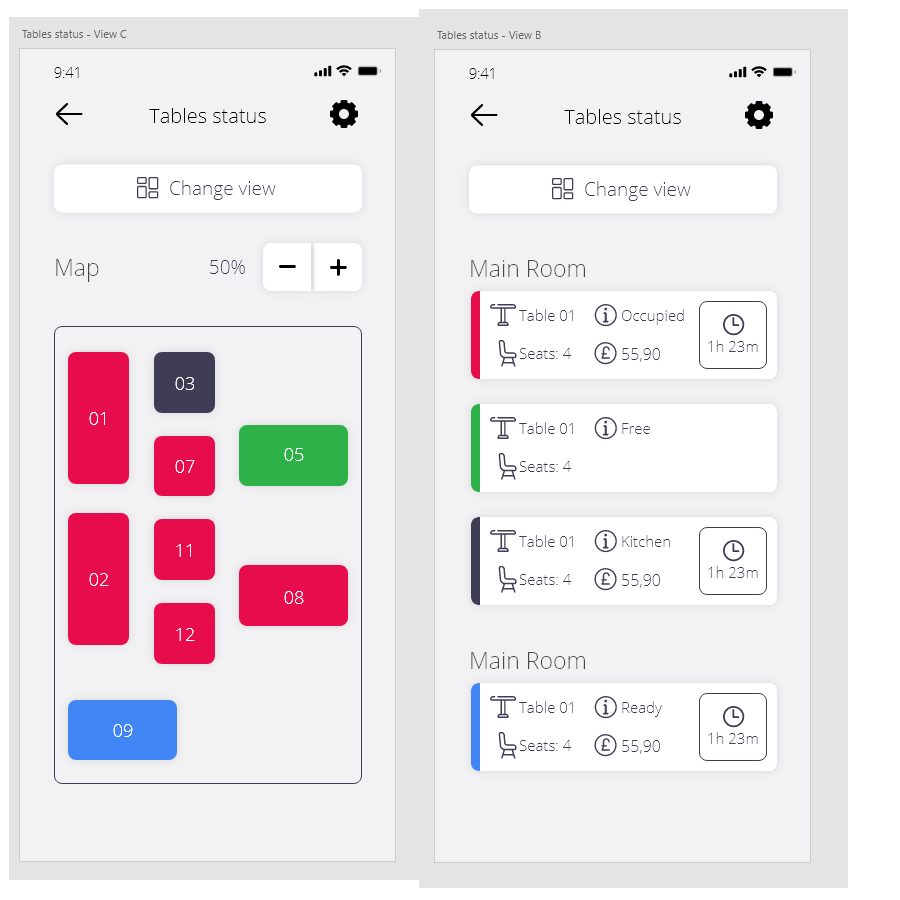 Tables status - View C
9:41
Tables status
Change view
Map 50%
01
03
07
05
02
11
12
08
09
Tables status - View B
9:41
Tables status
Change view
Main Room
Table 01 Occupied
Seats: 4 55,90
1h 23m
Table 01 Free
Seats: 4
Table 01 Kitchen
Seats: 4 55,90
1h 23m
Main Room
Table 01 Ready
Seats: 4 55,90
1h 23m